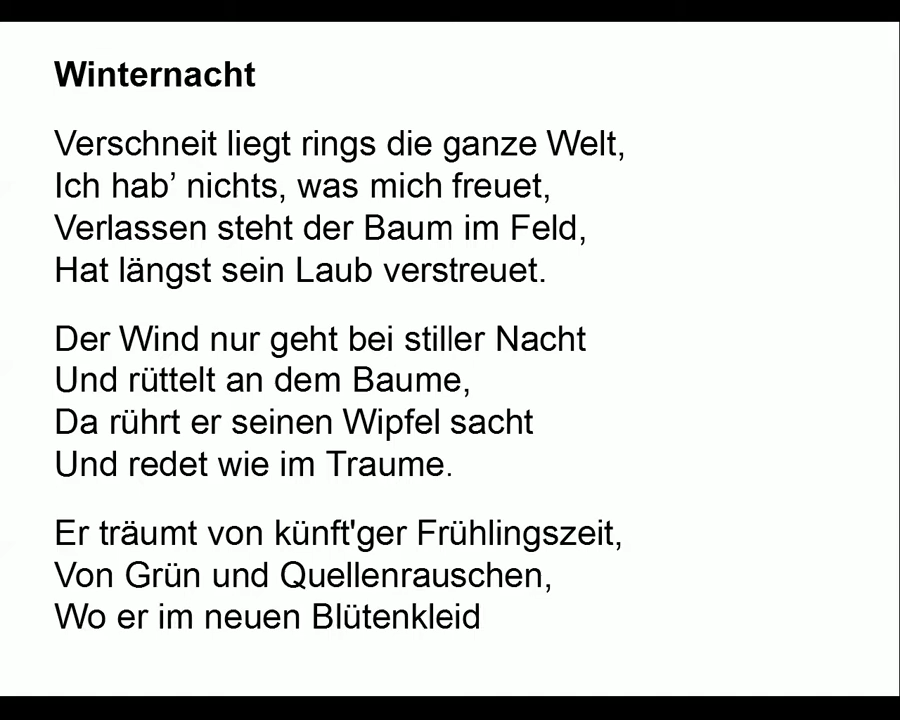 Winternacht
Verschneit liegt rings die ganze Welt,
Ich hab’ nichts, was mich freuet,
Verlassen steht der Baum im Feld,
Hat längst sein Laub verstreuet.
Der Wind nur geht bei stiller Nacht
Und rüttelt an dem Baume,
Da rührt er seinen Wipfel sacht
Und redet wie im Traume.
Er träumt von künft'ger Frühlingszeit,
Von Grün und Quellenrauschen,
Wo er im neuen Blütenkleid